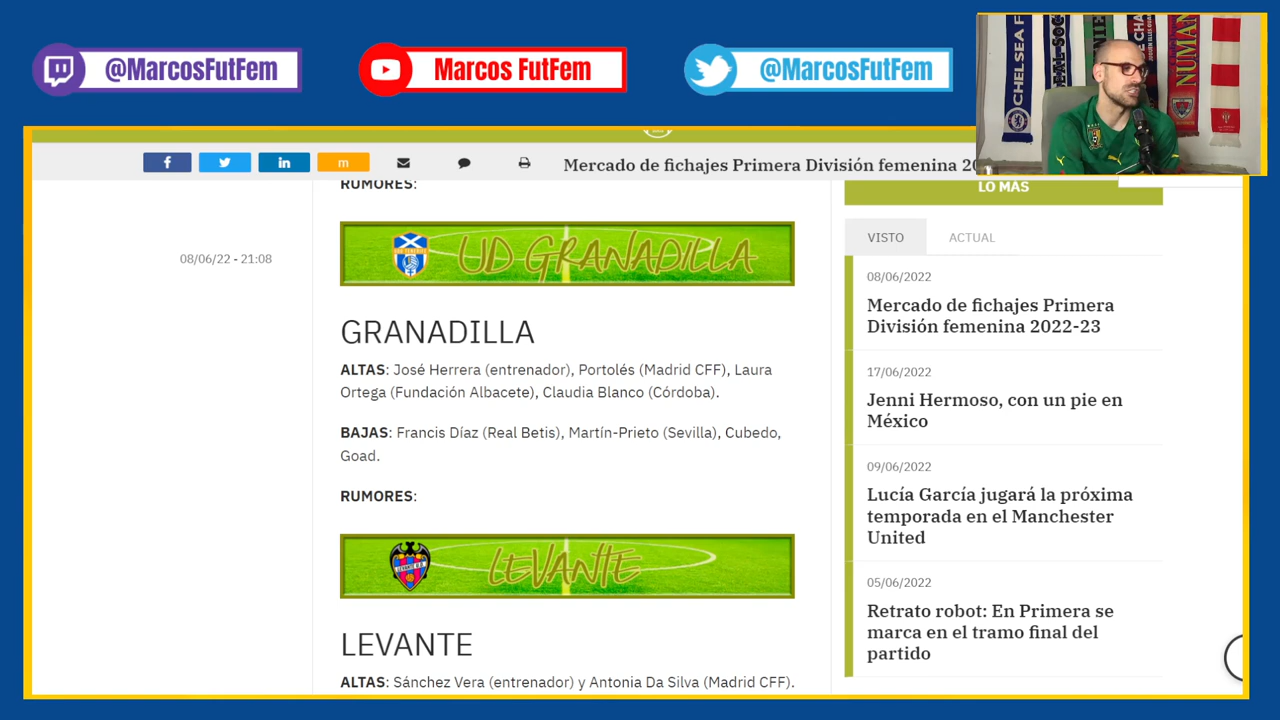 @MarcosFutFem
Marcos FutFem
@MarcosFutFem
CHELSEA F
NUMAN
m
Mercado de fichajes Primera División femenina 20
RUMORES:
LO MÁS
08/06/22 - 21:08
UD GRANADILLA
GRANADILLA
ALTAS: José Herrera (entrenador), Portolés (Madrid CFF), Laura
Ortega (Fundación Albacete), Claudia Blanco (Córdoba).
BAJAS: Francis Díaz (Real Betis), Martín-Prieto (Sevilla), Cubedo,
Goad.
RUMORES:
LEVANTE U.D.
LEVANTE
LEVANTE
ALTAS: Sánchez Vera (entrenador) y Antonia Da Silva (Madrid CFF).
VISTO
ACTUAL
08/06/2022
Mercado de fichajes Primera
División femenina 2022-23
17/06/2022
Jenni Hermoso, con un pie en
México
09/06/2022
Lucía García jugará la próxima
temporada en el Manchester
United
05/06/2022
Retrato robot: En Primera se
marca en el tramo final del
partido